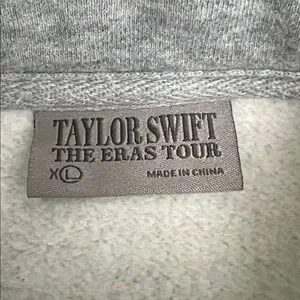 TAYLOR SWIFT
THE ERAS TOUR
XL MADE IN CHINA